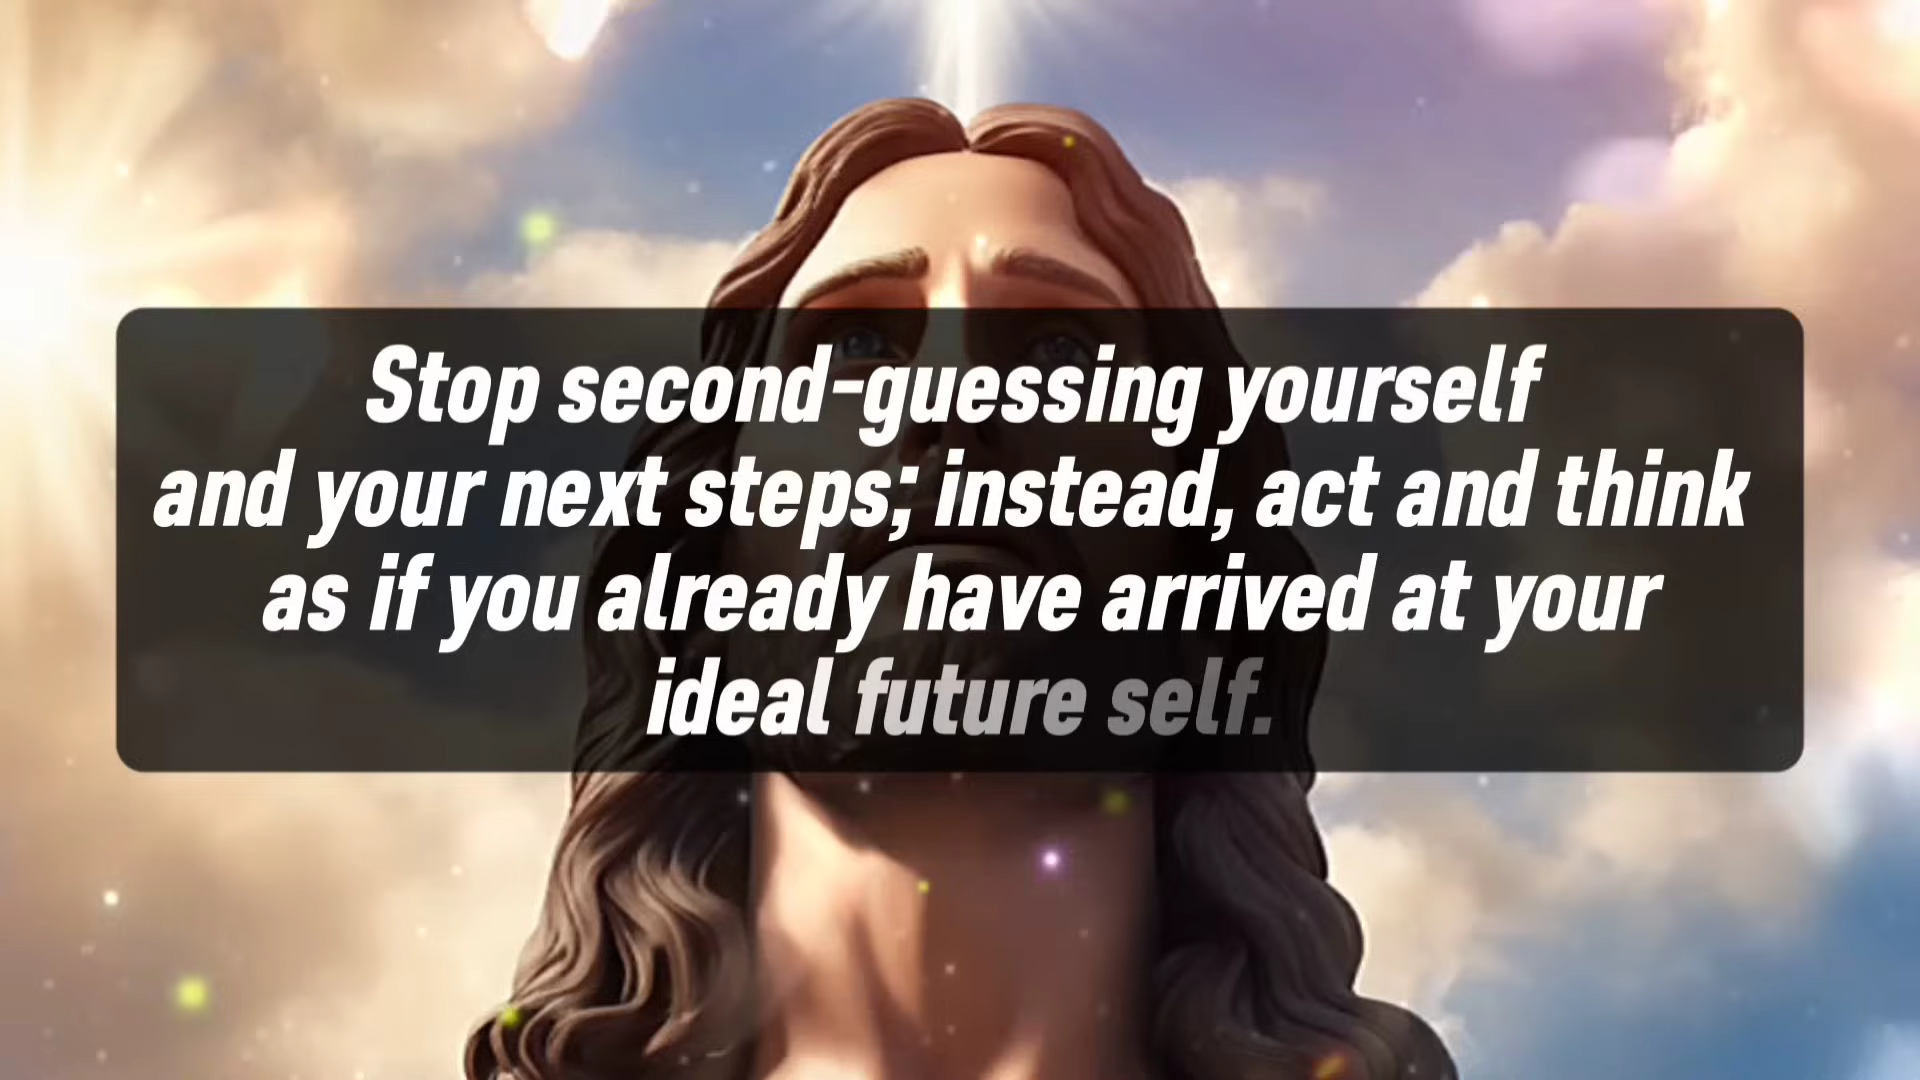 Stop second-guessing yourself
and your next steps; instead, act and think
as if you already have arrived at your
ideal future self.